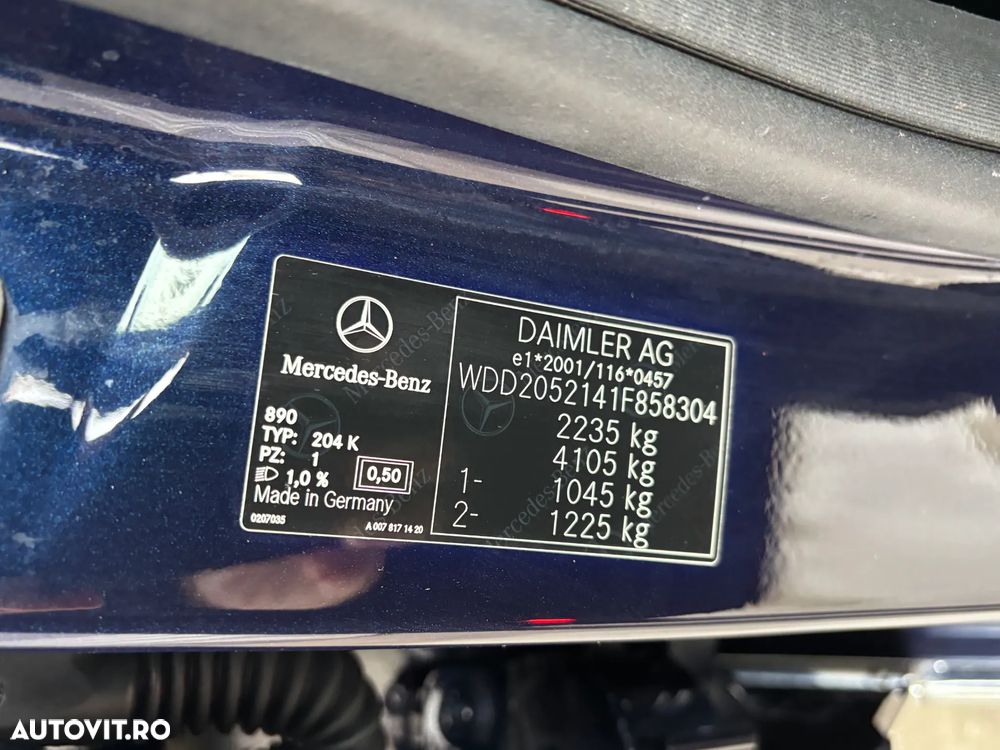 Mercedes-Benz
890
TYP: 204 K
PZ: 1
1,0 % 0,50
Made in Germany
0207035 A 007 817 14 20
DAIMLER AG
e1*2001/116*0457
WDD2052141F858304
2235 kg
4105 kg
1- 1045 kg
2- 1225 kg
AUTOVIT.RO